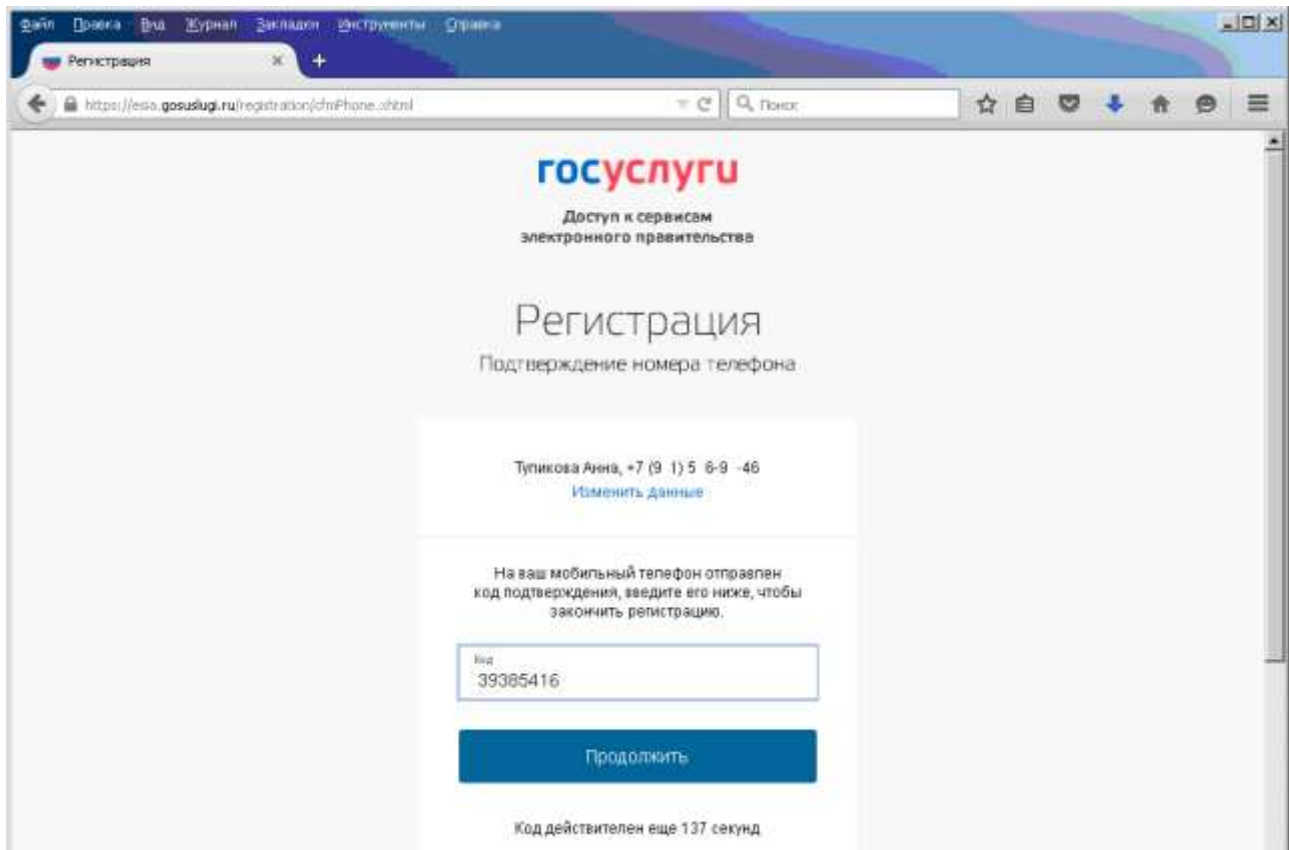 Файл Правка Вид Журнал Закладки Инструменты Справка
Регистрация
https://esia.gosuslugi.ru/registration/cfmPhone.xhtml
Поиск
госуслуги
Доступ к сервисам
электронного правительства
Регистрация
Подтверждение номера телефона
Тупикова Анна, +7 (9 1) 5 6-9 -46
Изменить данные
На ваш мобильный телефон отправлен
код подтверждения, введите его ниже, чтобы
закончить регистрацию.
Код
39385416
Продолжить
Код действителен еще 137 секунд